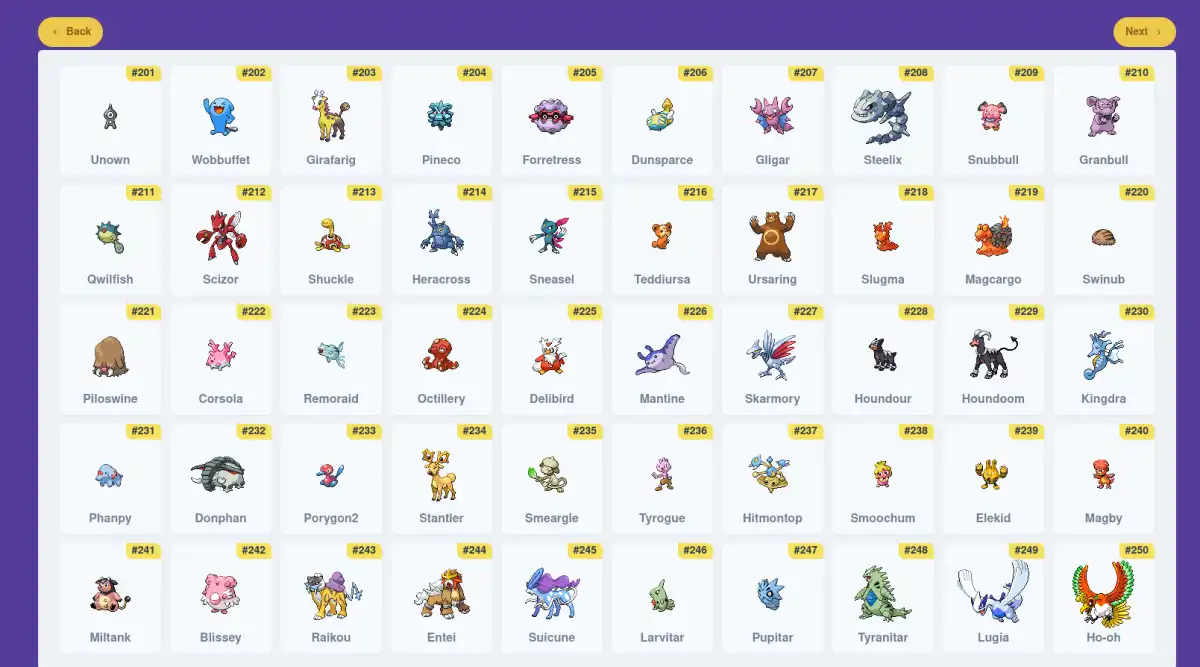 ‹ Back
Next ›
#201 #202 #203 #204 #205 #206 #207 #208 #209 #210
Unown Wobbuffet Girafarig Pineco Forretress Dunsparce Gligar Steelix Snubbull Granbull
#211 #212 #213 #214 #215 #216 #217 #218 #219 #220
Qwilfish Scizor Shuckle Heracross Sneasel Teddiursa Ursaring Slugma Magcargo Swinub
#221 #222 #223 #224 #225 #226 #227 #228 #229 #230
Piloswine Corsola Remoraid Octillery Delibird Mantine Skarmory Houndour Houndoom Kingdra
#231 #232 #233 #234 #235 #236 #237 #238 #239 #240
Phanpy Donphan Porygon2 Stantler Smeargle Tyrogue Hitmontop Smoochum Elekid Magby
#241 #242 #243 #244 #245 #246 #247 #248 #249 #250
Miltank Blissey Raikou Entei Suicune Larvitar Pupitar Tyranitar Lugia Ho-oh